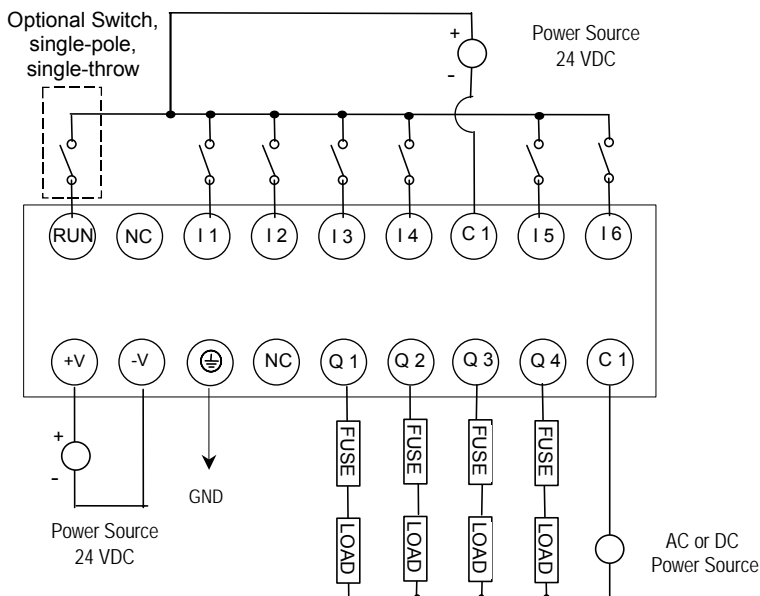 Optional Switch,
single-pole,
single-throw
+
-
Power Source
24 VDC
RUN
NC
I 1
I 2
I 3
I 4
C 1
I 5
I 6
+V
-V
NC
Q 1
Q 2
Q 3
Q 4
C 1
+
-
Power Source
24 VDC
GND
FUSE
FUSE
FUSE
FUSE
LOAD
LOAD
LOAD
LOAD
AC or DC
Power Source